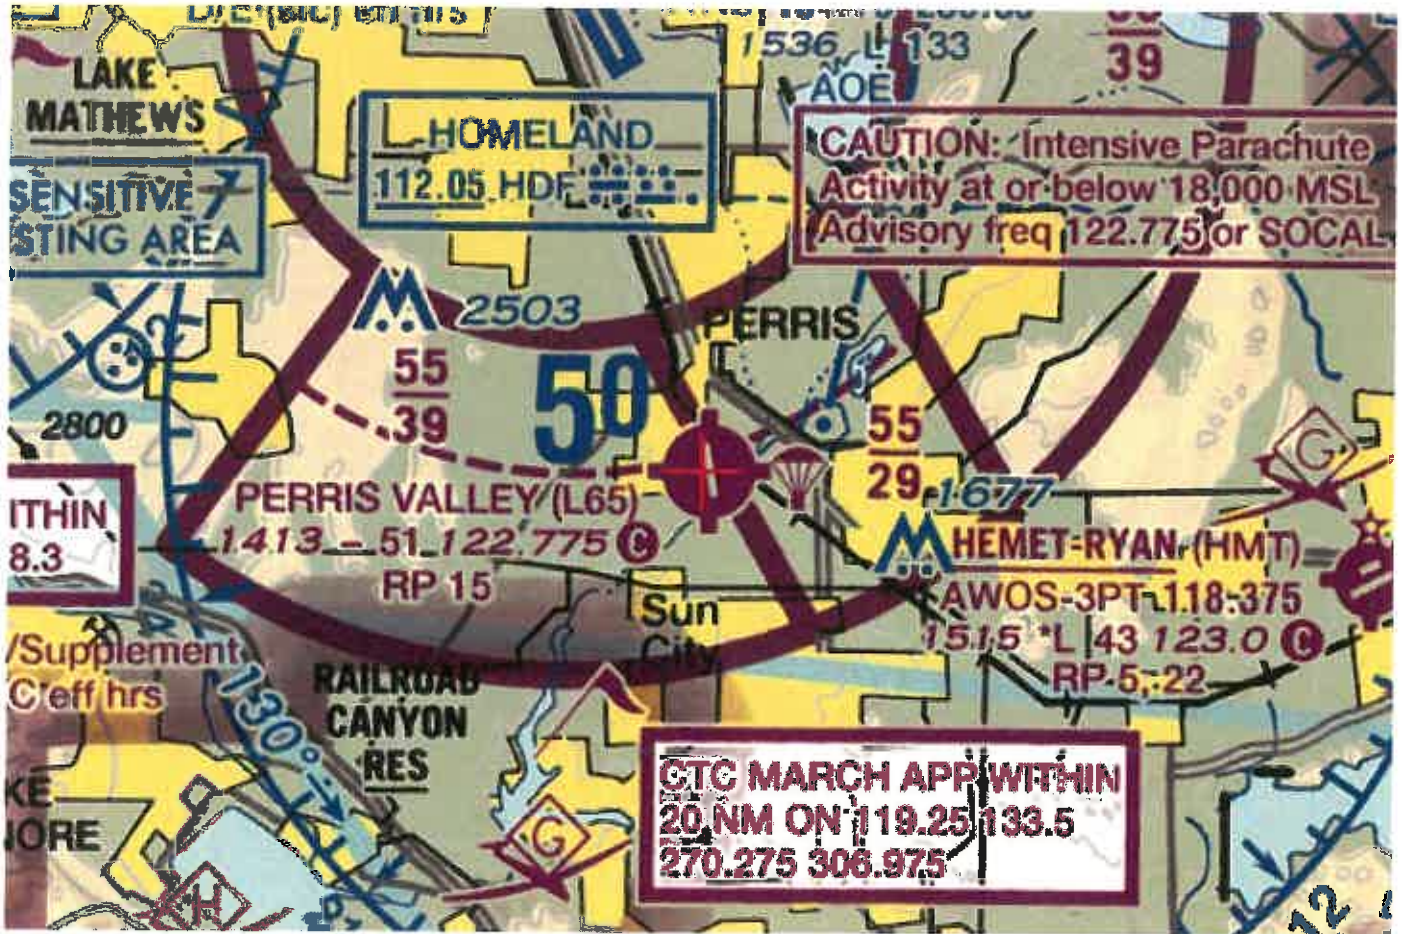 LAKE
MATHEWS
SENSITIVE
STING AREA
HOMELAND
112.05 HDF
1536 L 133
AOE
39
CAUTION: Intensive Parachute
Activity at or below 18,000 MSL
Advisory freq 122.775 or SOCAL
2503
PERRIS
55
39
50
2800
55
29
1677
G
ITHIN
8.3
PERRIS VALLEY (L65)
1413 - 51 122.775 C
RP 15
HEMET-RYAN (HMT)
AWOS-3PT 118.375
1515 *L 43 123.0 C
RP 5, 22
Sun
City
/Supplement
C eff hrs
130°
RAILROAD
CANYON
RES
KE
NORE
G
H
CTC MARCH APP WITHIN
20 NM ON 119.25 133.5
270.275 306.975
12